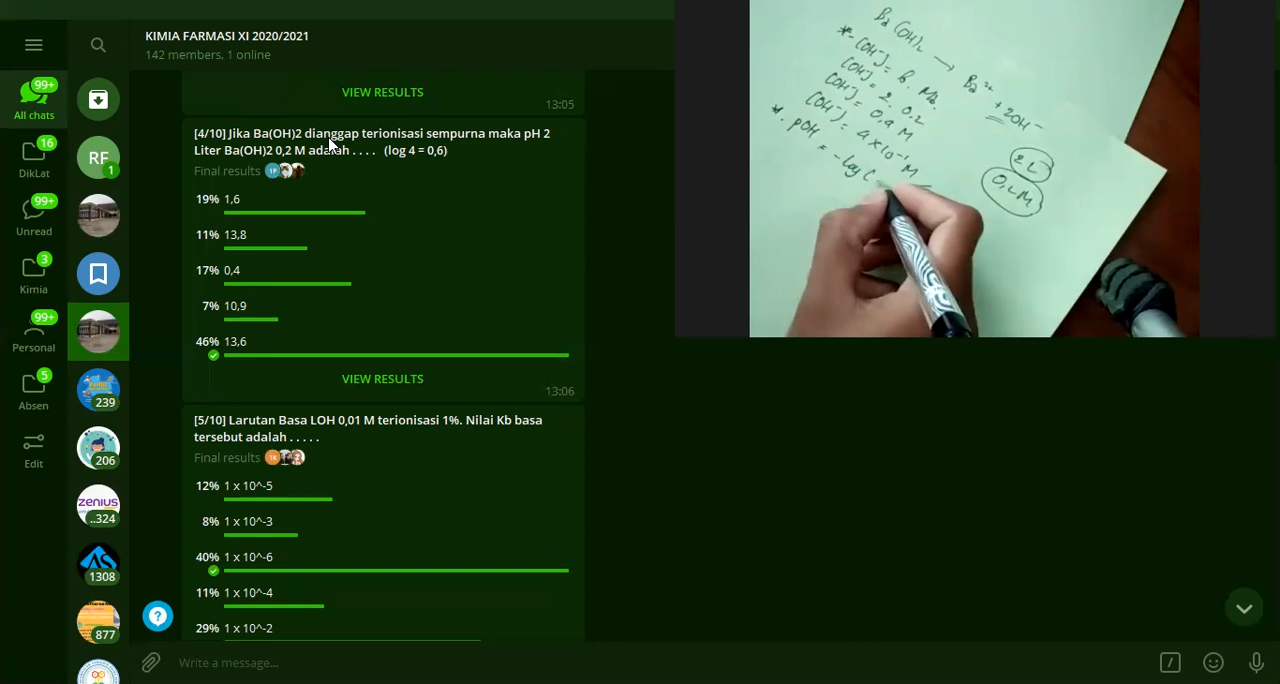 KIMIA FARMASI XI 2020/2021
142 members, 1 online
99+
All chats
16
DikLat
99+
Unread
3
Kimia
99+
Personal
5
Absen
Edit
RF
1
239
206
zenius
..324
AS
1308
877
VIEW RESULTS
13:05
[4/10] Jika Ba(OH)2 dianggap terionisasi sempurna maka pH 2
Liter Ba(OH)2 0,2 M adalah . . . . (log 4 = 0,6)
Final results
19% 1,6
11% 13,8
17% 0,4
7% 10,9
46% 13,6
VIEW RESULTS
13:06
[5/10] Larutan Basa LOH 0,01 M terionisasi 1%. Nilai Kb basa
tersebut adalah . . . . .
Final results
12% 1 x 10^-5
8% 1 x 10^-3
40% 1 x 10^-6
11% 1 x 10^-4
29% 1 x 10^-2
Write a message...
Ba(OH)2 → Ba2+ + 2OH-
*- [OH-] = b. Mb
[OH-] = 2. 0.2
[OH-] = 0,4 M
[OH-] = 4 x 10-1 M
*. pOH = -log (
2 L
0,2 M